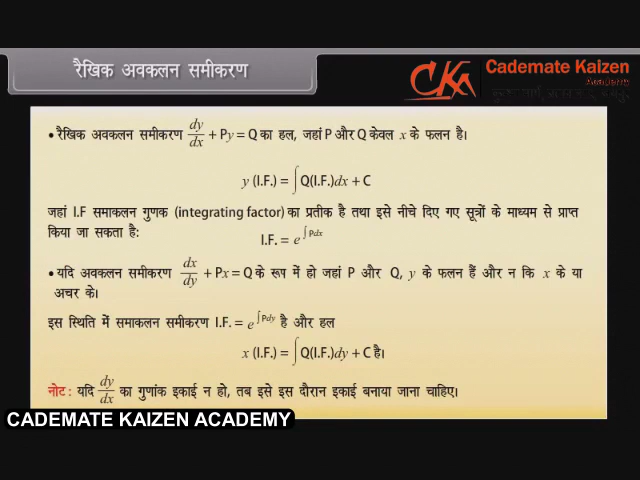 रैखिक अवकलन समीकरण
CKA
Cademate Kaizen
Academy
• रैखिक अवकलन समीकरण dy/dx + Py = Q का हल, जहां P और Q केवल x के फलन है।
y (I.F.) = ∫ Q(I.F.)dx + C
जहां I.F समाकलन गुणक (integrating factor) का प्रतीक है तथा इसे नीचे दिए गए सूत्रों के माध्यम से प्राप्त
किया जा सकता है:
I.F. = e^∫Pdx
• यदि अवकलन समीकरण dx/dy + Px = Q के रूप में हो जहां P और Q, y के फलन हैं और न कि x के या
अचर के।
इस स्थिति में समाकलन समीकरण I.F. = e^∫Pdy है और हल
x (I.F.) = ∫ Q(I.F.)dy + C है।
नोट : यदि dy/dx का गुणांक इकाई न हो, तब इसे इस दौरान इकाई बनाया जाना चाहिए।
CADEMATE KAIZEN ACADEMY